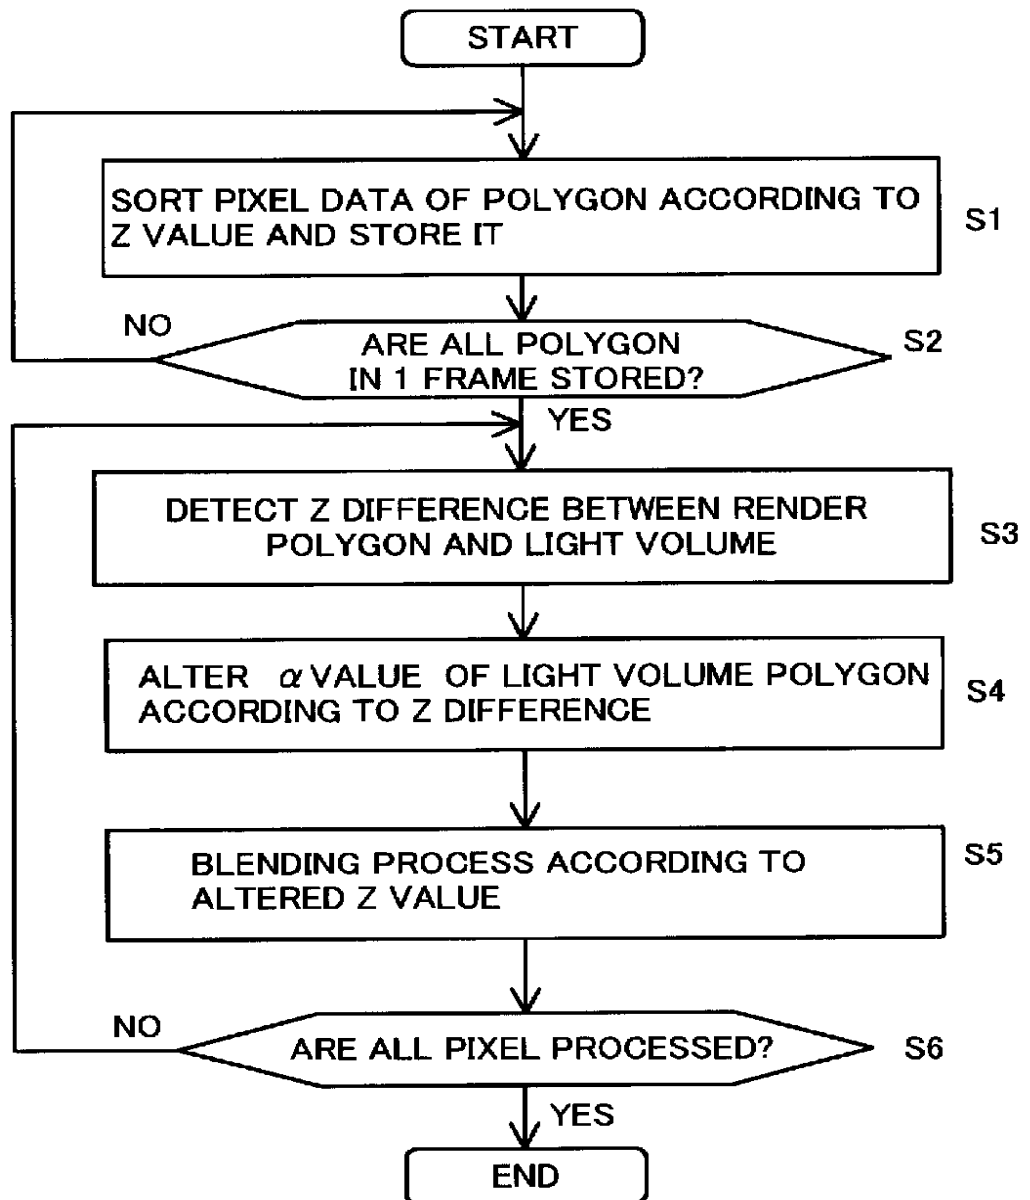 START
SORT PIXEL DATA OF POLYGON ACCORDING TO
Z VALUE AND STORE IT
S1
NO
ARE ALL POLYGON
IN 1 FRAME STORED?
S2
YES
DETECT Z DIFFERENCE BETWEEN RENDER
POLYGON AND LIGHT VOLUME
S3
ALTER α VALUE OF LIGHT VOLUME POLYGON
ACCORDING TO Z DIFFERENCE
S4
BLENDING PROCESS ACCORDING TO
ALTERED Z VALUE
S5
NO
ARE ALL PIXEL PROCESSED?
S6
YES
END